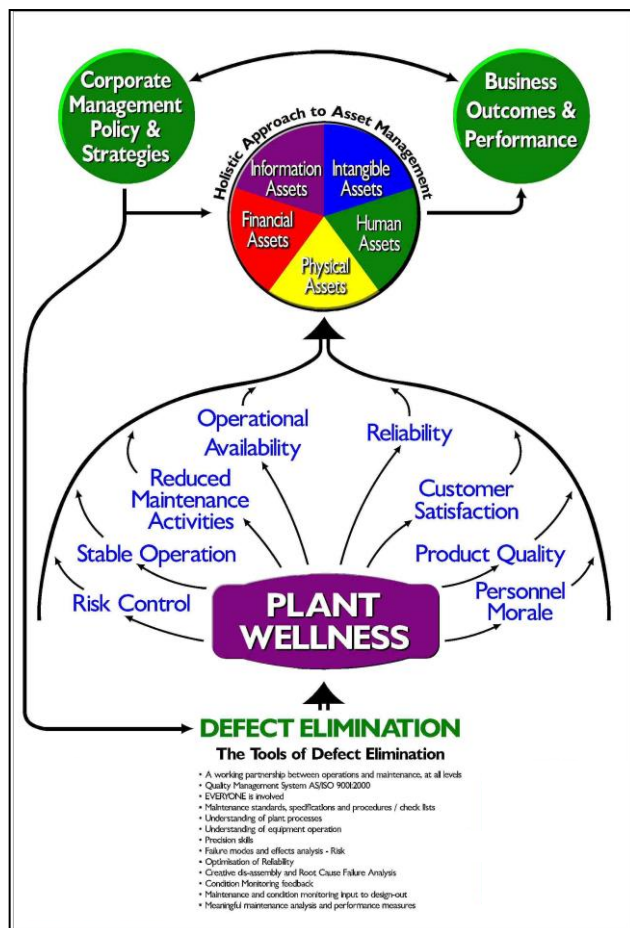 Corporate
Management
Policy &
Strategies
Business
Outcomes &
Performance
Holistic Approach to Asset Management
Information
Assets
Intangible
Assets
Financial
Assets
Human
Assets
Physical
Assets
Operational
Availability
Reliability
Reduced
Maintenance
Activities
Customer
Satisfaction
Stable Operation
Product Quality
Risk Control
Personnel
Morale
PLANT
WELLNESS
DEFECT ELIMINATION
The Tools of Defect Elimination
• A working partnership between operations and maintenance, at all levels
• Quality Management System AS/ISO 9001:2000
• EVERYONE is involved
• Maintenance standards, specifications and procedures / check lists
• Understanding of plant processes
• Understanding of equipment operation
• Precision skills
• Failure modes and effects analysis - Risk
• Optimisation of Reliability
• Creative dis-assembly and Root Cause Failure Analysis
• Condition Monitoring feedback
• Maintenance and condition monitoring input to design-out
• Meaningful maintenance analysis and performance measures